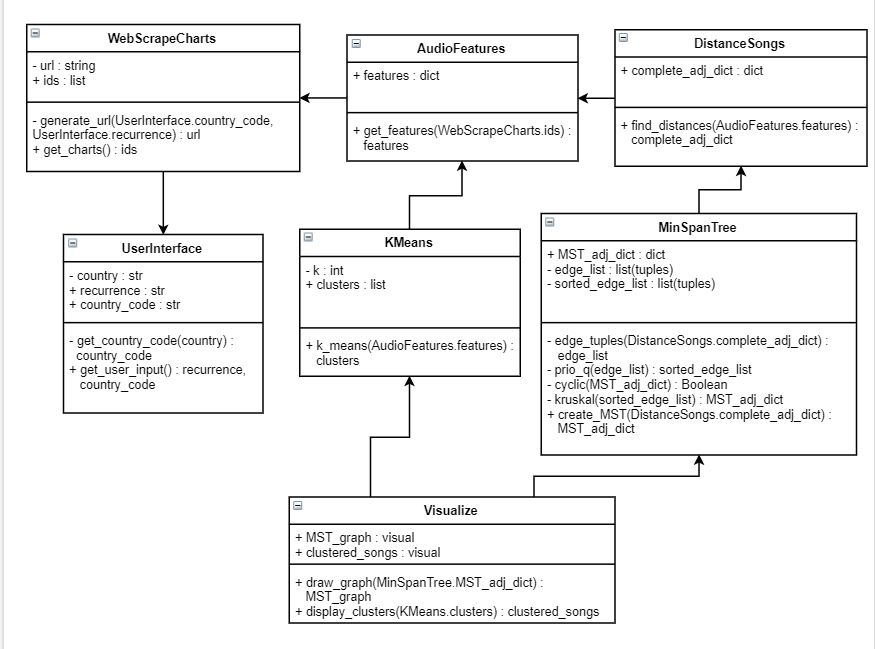 WebScrapeCharts
- url : string
+ ids : list
- generate_url(UserInterface.country_code,
UserInterface.recurrence) : url
+ get_charts() : ids
AudioFeatures
+ features : dict
+ get_features(WebScrapeCharts.ids) :
features
DistanceSongs
+ complete_adj_dict : dict
+ find_distances(AudioFeatures.features) :
complete_adj_dict
UserInterface
- country : str
+ recurrence : str
+ country_code : str
- get_country_code(country) :
country_code
+ get_user_input() : recurrence,
country_code
KMeans
- k : int
+ clusters : list
+ k_means(AudioFeatures.features) :
clusters
MinSpanTree
+ MST_adj_dict : dict
- edge_list : list(tuples)
- sorted_edge_list : list(tuples)
- edge_tuples(DistanceSongs.complete_adj_dict) :
edge_list
- prio_q(edge_list) : sorted_edge_list
- cyclic(MST_adj_dict) : Boolean
- kruskal(sorted_edge_list) : MST_adj_dict
+ create_MST(DistanceSongs.complete_adj_dict) :
MST_adj_dict
Visualize
+ MST_graph : visual
+ clustered_songs : visual
+ draw_graph(MinSpanTree.MST_adj_dict) :
MST_graph
+ display_clusters(KMeans.clusters) : clustered_songs